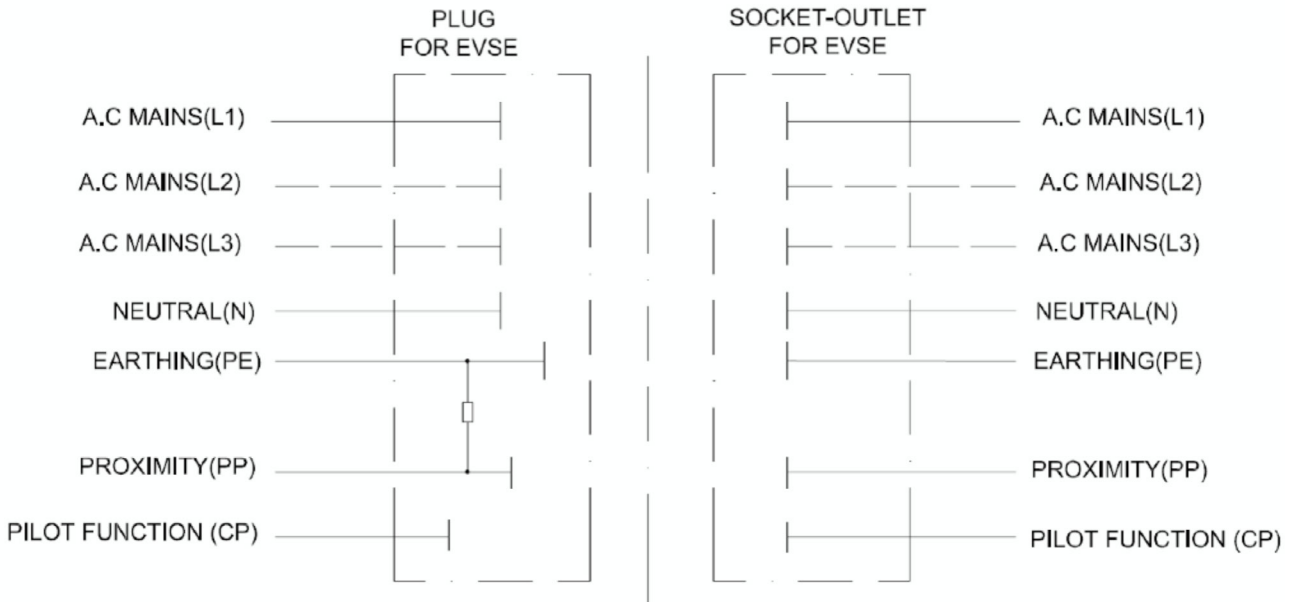 PLUG
FOR EVSE
SOCKET-OUTLET
FOR EVSE
A.C MAINS(L1)
A.C MAINS(L2)
A.C MAINS(L3)
NEUTRAL(N)
EARTHING(PE)
PROXIMITY(PP)
PILOT FUNCTION (CP)
A.C MAINS(L1)
A.C MAINS(L2)
A.C MAINS(L3)
NEUTRAL(N)
EARTHING(PE)
PROXIMITY(PP)
PILOT FUNCTION (CP)